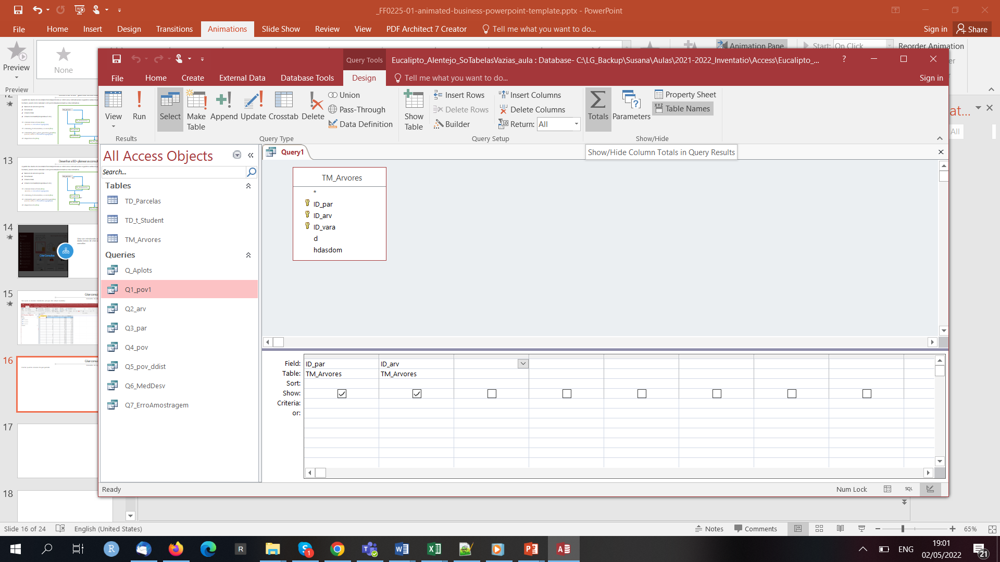 _FF0225-01-animated-business-powerpoint-template.pptx - PowerPoint
File Home Insert Design Transitions Animations Slide Show Review View PDF Architect 7 Creator Tell me what you want to do... Sign in Share
Preview
None
Animation Pane
Start: On Click
Reorder Animation
Preview
Query Tools
Eucalipto_Alentejo_SoTabelasVazias_aula : Database- C:\LG_Backup\Susana\Aulas\2021-2022_Inventatio\Access\Eucalipto_...
File Home Create External Data Database Tools Design Tell me what you want to do... Sign in
View
Run
Select
Make Table
Append
Update
Crosstab
Delete
Union
Pass-Through
Data Definition
Show Table
Insert Rows
Delete Rows
Builder
Insert Columns
Delete Columns
Return: All
Totals
Parameters
Property Sheet
Table Names
Results
Query Type
Query Setup
Show/Hide
Show/Hide Column Totals in Query Results
All Access Objects
Search...
Tables
TD_Parcelas
TD_t_Student
TM_Arvores
Queries
Q_Aplots
Q1_pov1
Q2_arv
Q3_par
Q4_pov
Q5_pov_ddist
Q6_MedDesv
Q7_ErroAmostragem
Query1
TM_Arvores
*
ID_par
ID_arv
ID_vara
d
hdasdom
Field: ID_par ID_arv
Table: TM_Arvores TM_Arvores
Sort:
Show:
Criteria:
or:
Ready
Num Lock
SQL
at...
All
12
13
14
15
16
17
18
Slide 16 of 24
English (United States)
Notes
Comments
65%
ENG
19:01
02/05/2022
21